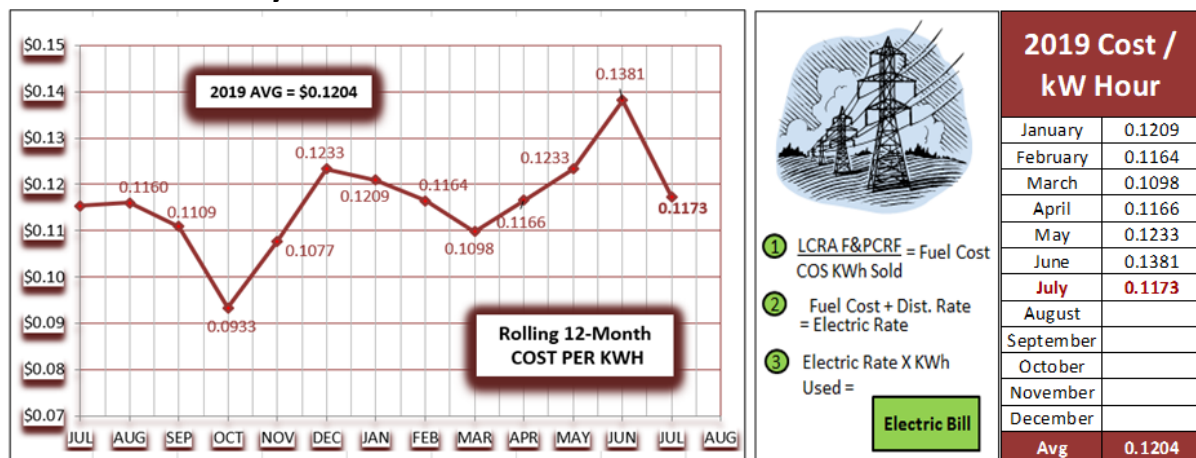 $0.15
$0.14
$0.13
$0.12
$0.11
$0.10
$0.09
$0.08
$0.07
2019 AVG = $0.1204
0.1160
0.1109
0.0933
0.1077
0.1233
0.1209
0.1164
0.1098
0.1166
0.1233
0.1381
0.1173
Rolling 12-Month
COST PER KWH
JUL AUG SEP OCT NOV DEC JAN FEB MAR APR MAY JUN JUL AUG
1 LCRA F&PCRF = Fuel Cost
COS KWh Sold
2 Fuel Cost + Dist. Rate
= Electric Rate
3 Electric Rate X KWh
Used =
Electric Bill
2019 Cost /
kW Hour
January 0.1209
February 0.1164
March 0.1098
April 0.1166
May 0.1233
June 0.1381
July 0.1173
August
September
October
November
December
Avg 0.1204